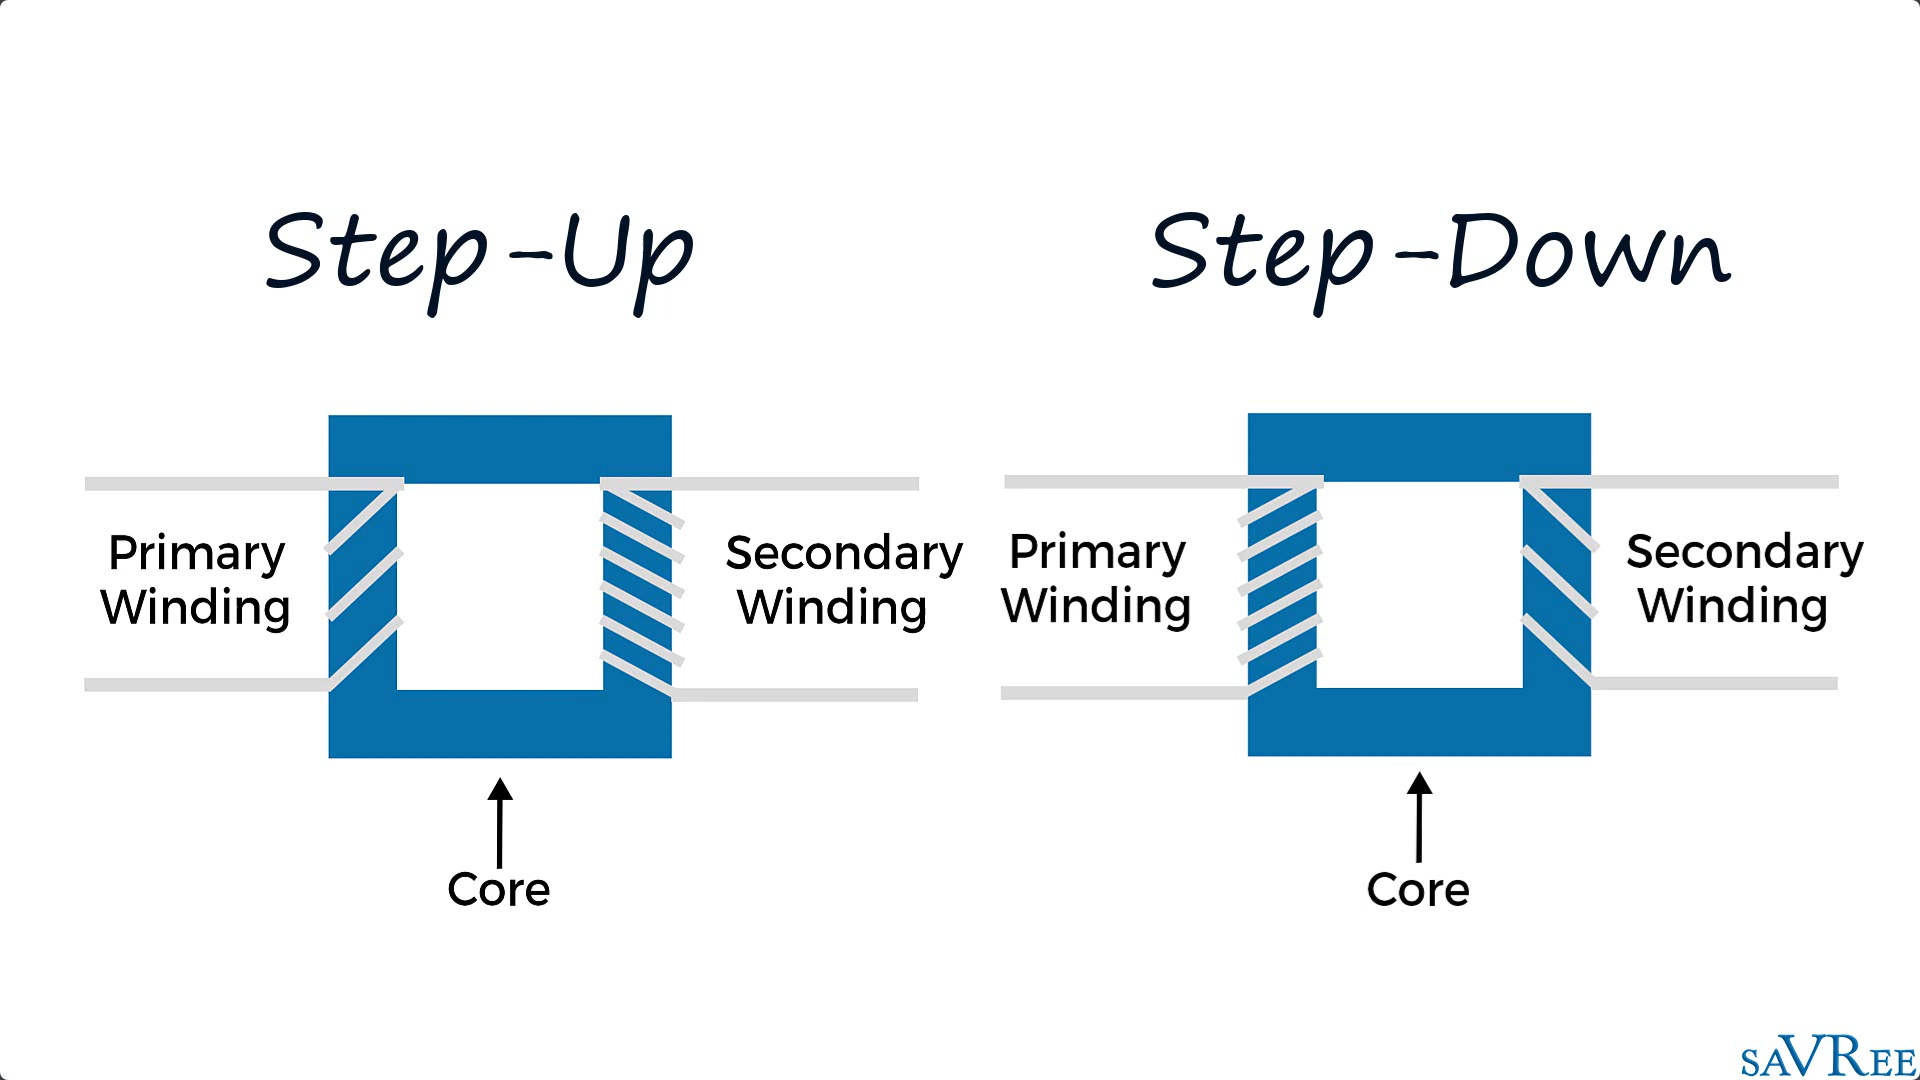 Step-Up
Step-Down
Primary
Winding
Secondary
Winding
Primary
Winding
Secondary
Winding
Core
Core
saVRee